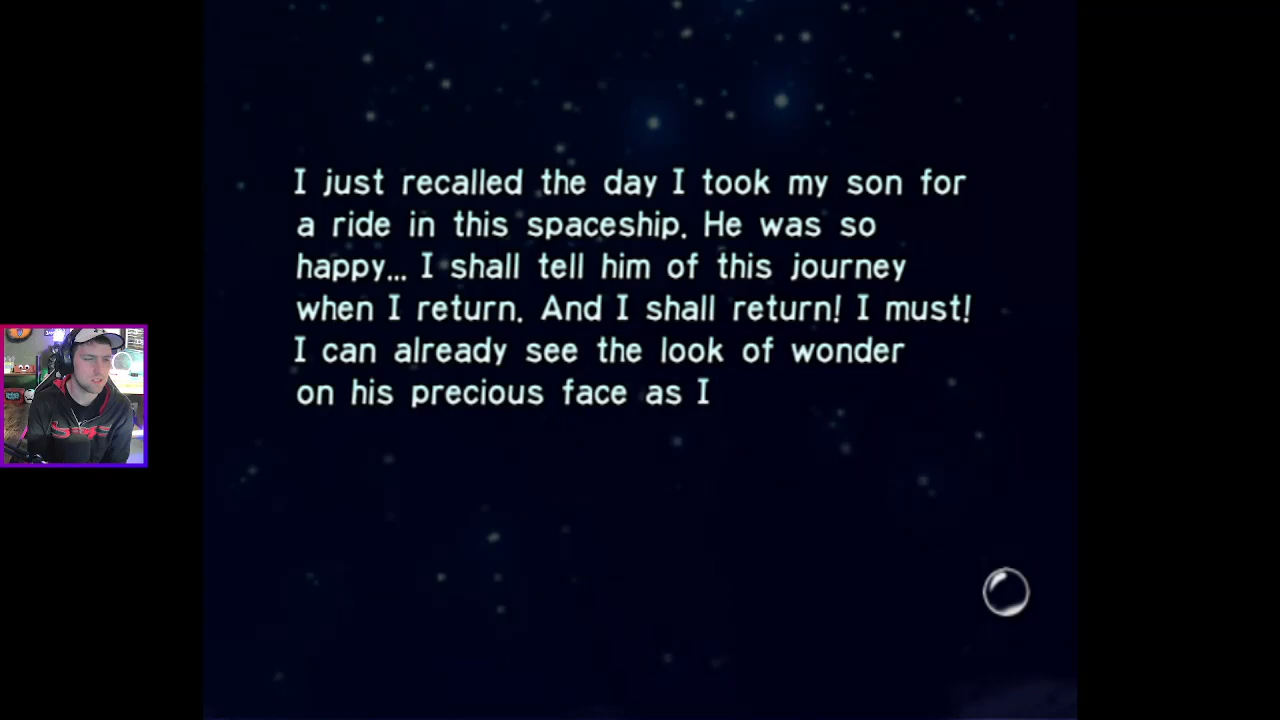 I just recalled the day I took my son for
a ride in this spaceship. He was so
happy... I shall tell him of this journey
when I return. And I shall return! I must!
I can already see the look of wonder
on his precious face as I